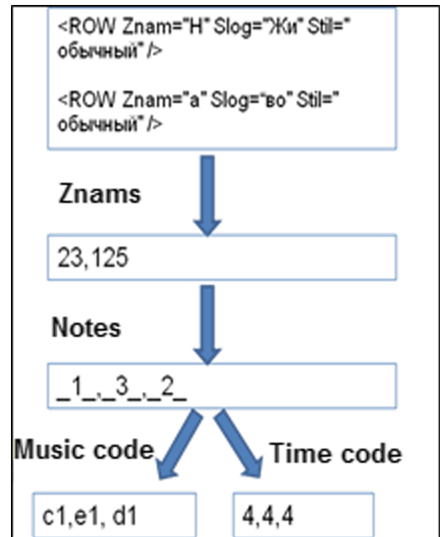 <ROW Znam="Н" Slog="Жи" Stil="
обычный" />
<ROW Znam="а" Slog=“во" Stil="
обычный" />
Znams
23,125
Notes
_1_,_3_,_2_
Music code
Time code
c1,e1, d1
4,4,4